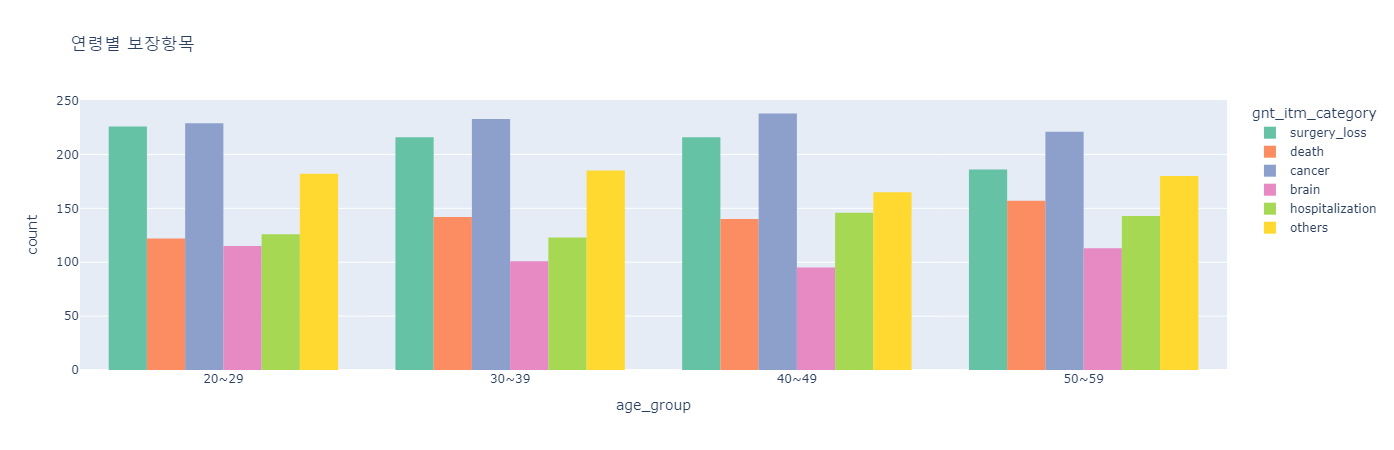 연령별 보장항목
250
200
150
100
50
0
count
20~29
30~39
40~49
50~59
age_group
gnt_itm_category
surgery_loss
death
cancer
brain
hospitalization
others